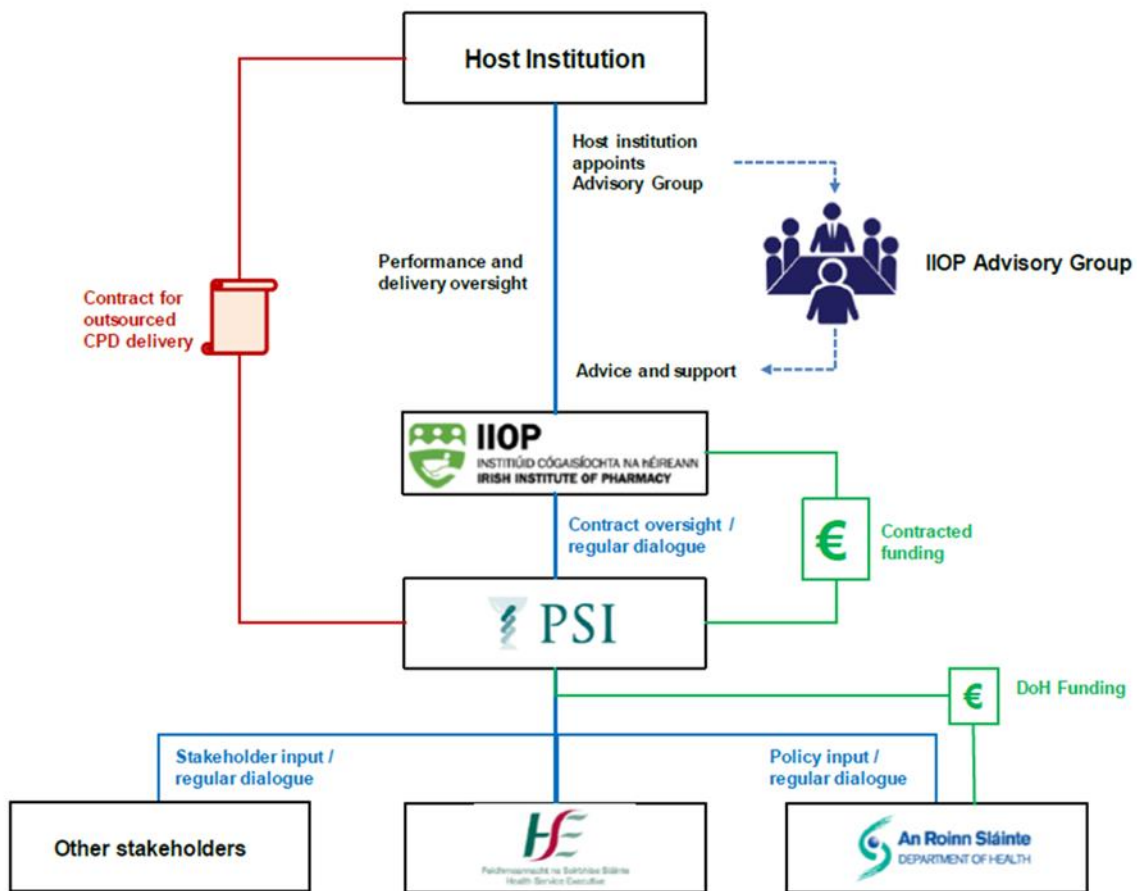 Host Institution
Host institution
appoints
Advisory Group
IIOP Advisory Group
Performance and
delivery oversight
Contract for
outsourced
CPD delivery
Advice and support
IIOP
INSTITIÚID CÓGAISÍOCHTA NA HÉIREANN
IRISH INSTITUTE OF PHARMACY
Contract oversight /
regular dialogue
€
Contracted
funding
PSI
€
DoH Funding
Stakeholder input /
regular dialogue
Policy input /
regular dialogue
Other stakeholders
HE
Feidhmeannacht na Seirbhíse Sláinte
Health Service Executive
An Roinn Sláinte
DEPARTMENT OF HEALTH